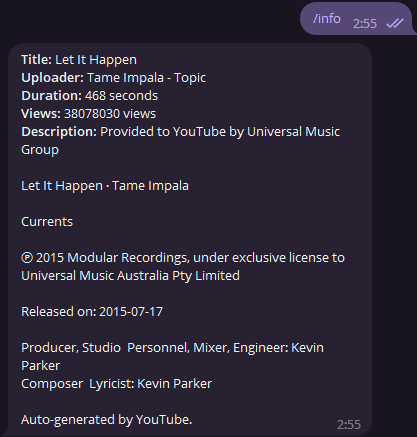 /info 2:55
Title: Let It Happen
Uploader: Tame Impala - Topic
Duration: 468 seconds
Views: 38078030 views
Description: Provided to YouTube by Universal Music
Group
Let It Happen · Tame Impala
Currents
℗ 2015 Modular Recordings, under exclusive license to
Universal Music Australia Pty Limited
Released on: 2015-07-17
Producer, Studio  Personnel, Mixer, Engineer: Kevin
Parker
Composer  Lyricist: Kevin Parker
Auto-generated by YouTube.
2:55